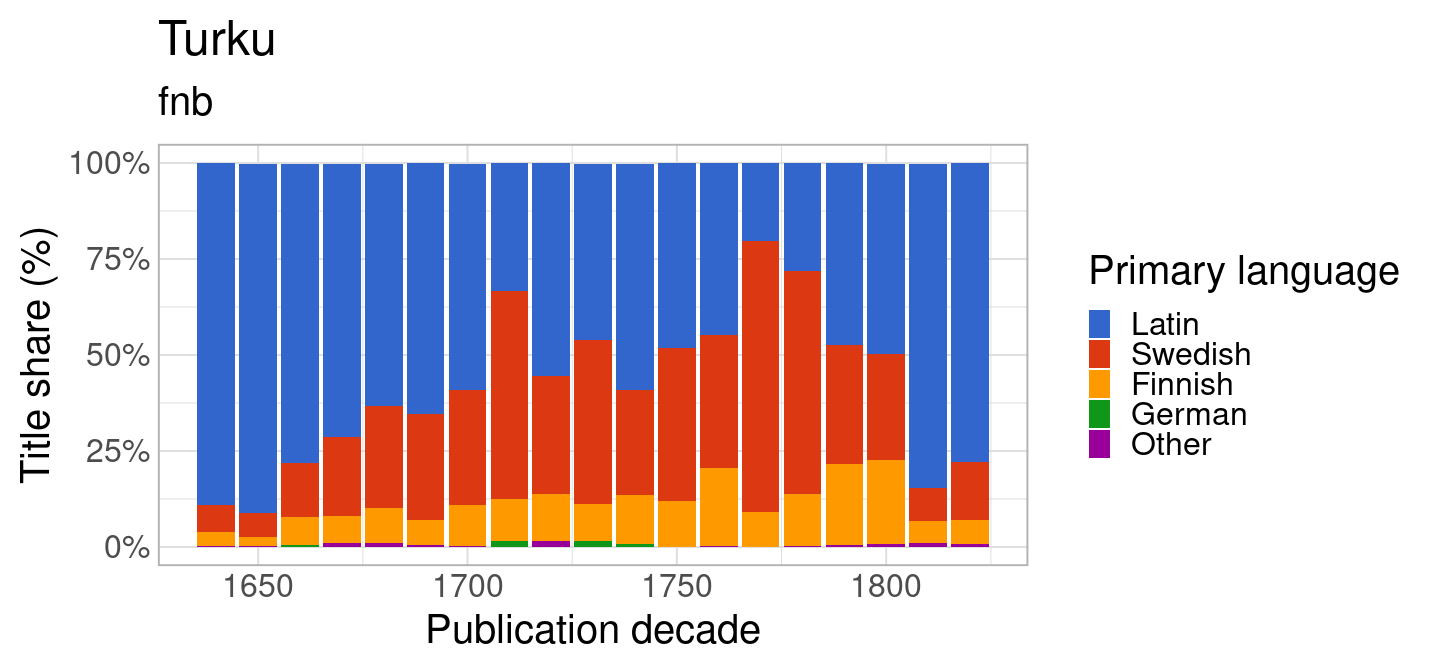 Turku
fnb
Title share (%)
100%
75%
50%
25%
0%
1650 1700 1750 1800
Publication decade
Primary language
Latin
Swedish
Finnish
German
Other